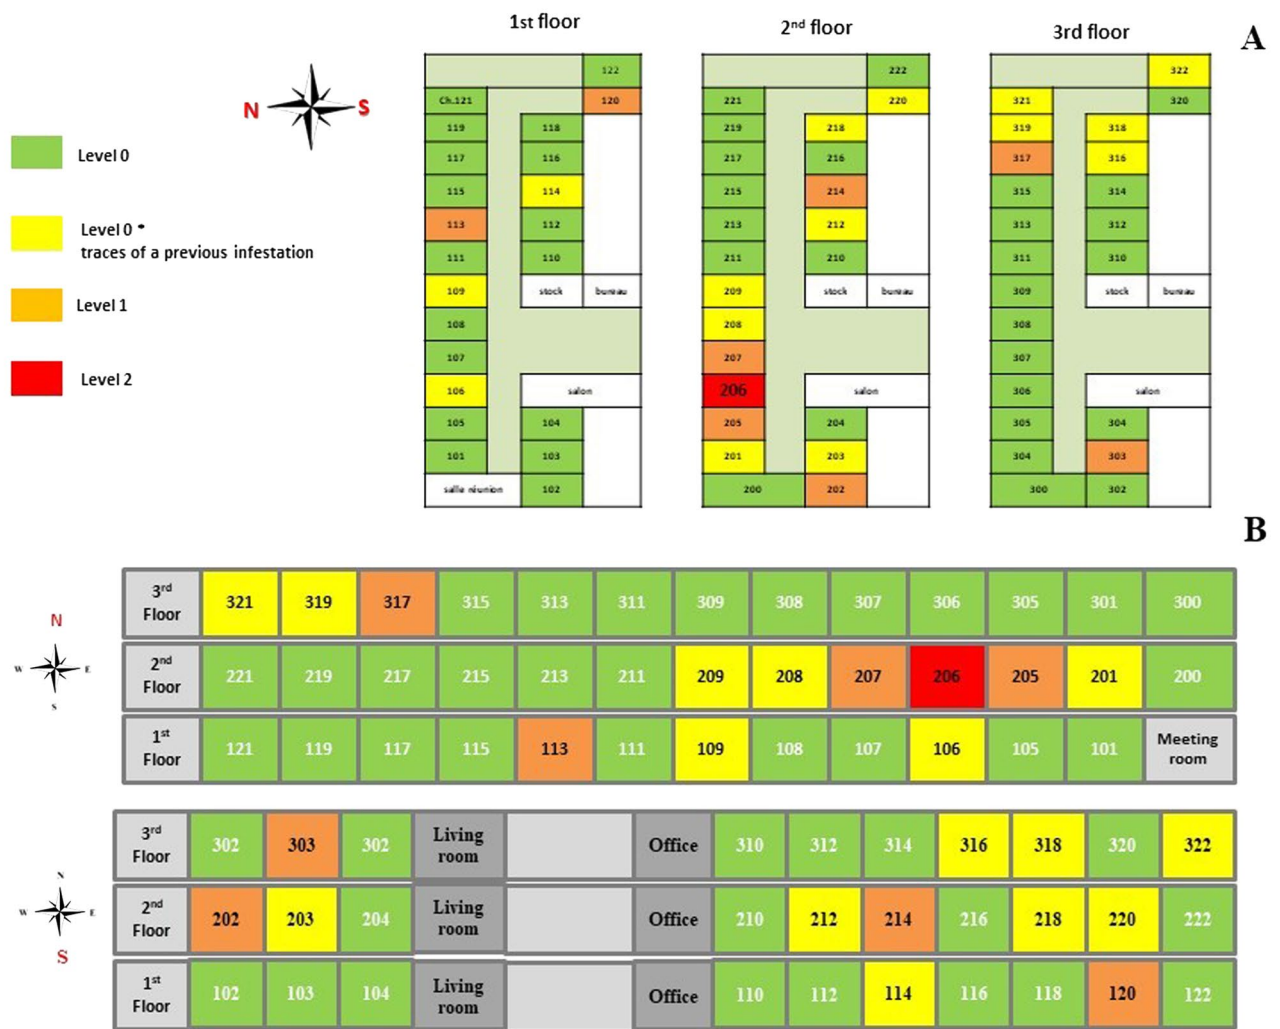 1st floor
2nd floor
3rd floor
A
N S
Level 0
Level 0 *
traces of a previous infestation
Level 1
Level 2
122
Ch.121 120
119 118
117 116
115 114
113 112
111 110
109 stock bureau
108
107
106 salon
105 104
101 103
salle réunion 102
222
221 220
219 218
217 216
215 214
213 212
211 210
209 stock bureau
208
207
206 salon
205 204
201 203
200 202
322
321 320
319 318
317 316
315 314
313 312
311 310
309 stock bureau
308
307
306 salon
305 304
304 303
300 302
B
N
W E
S
3rd
Floor
321 319 317 315 313 311 309 308 307 306 305 301 300
2nd
Floor
221 219 217 215 213 211 209 208 207 206 205 201 200
1st
Floor
121 119 117 115 113 111 109 108 107 106 105 101
Meeting
room
N
W E
S
3rd
Floor
302 303 302
Living
room
Office 310 312 314 316 318 320 322
2nd
Floor
202 203 204
Living
room
Office 210 212 214 216 218 220 222
1st
Floor
102 103 104
Living
room
Office 110 112 114 116 118 120 122